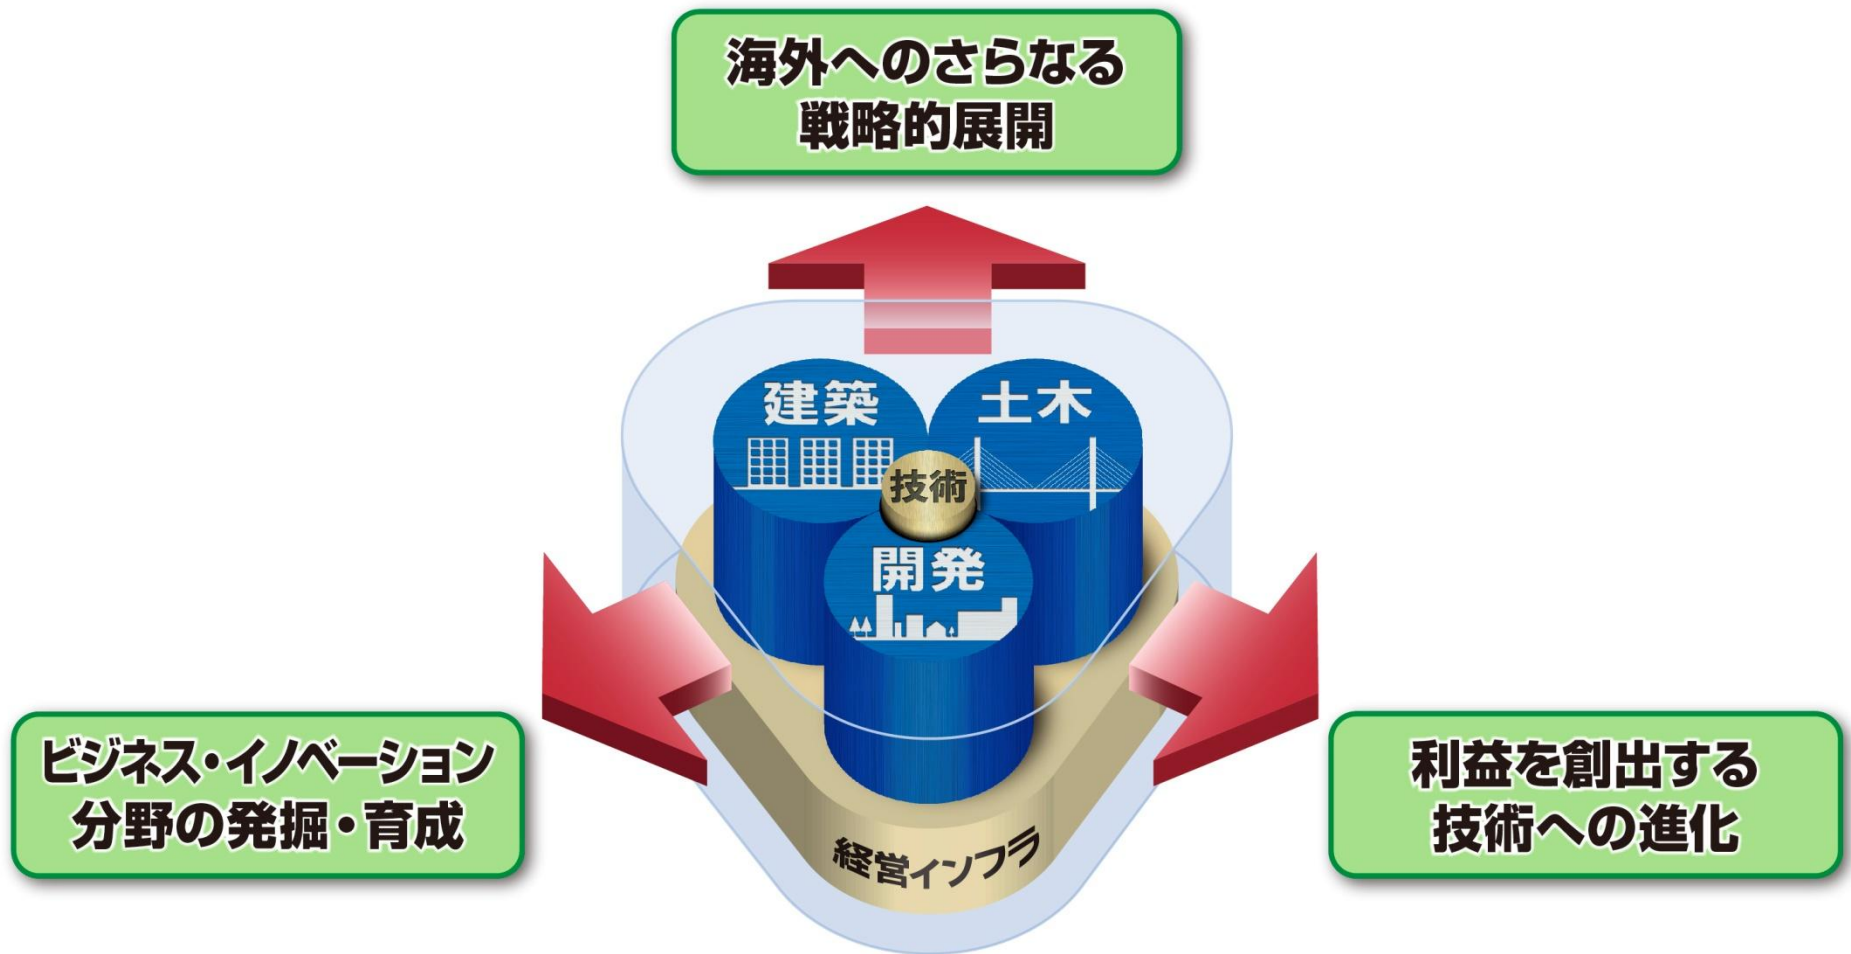 海外へのさらなる
戦略的展開
建築
土木
技術
開発
ビジネス・イノベーション
分野の発掘・育成
利益を創出する
技術への進化
経営インフラ